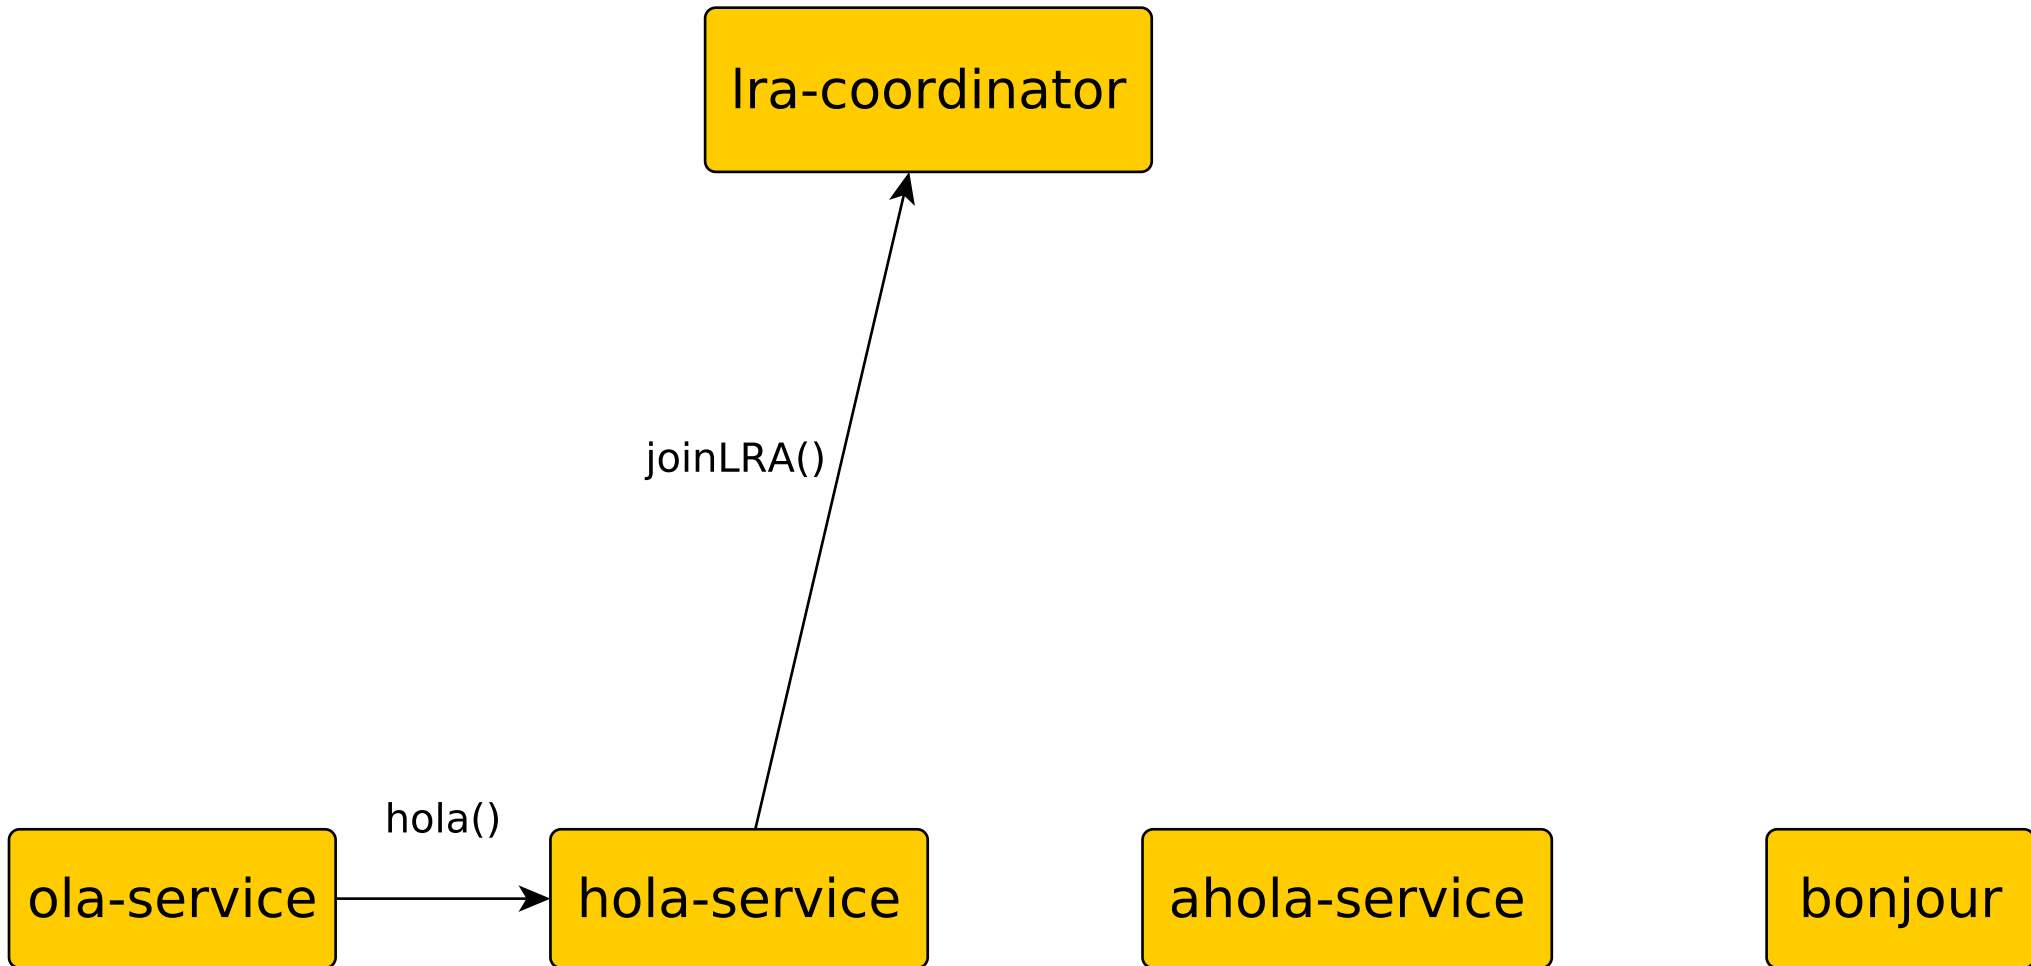 lra-coordinator
joinLRA()
hola()
ola-service
hola-service
ahola-service
bonjour